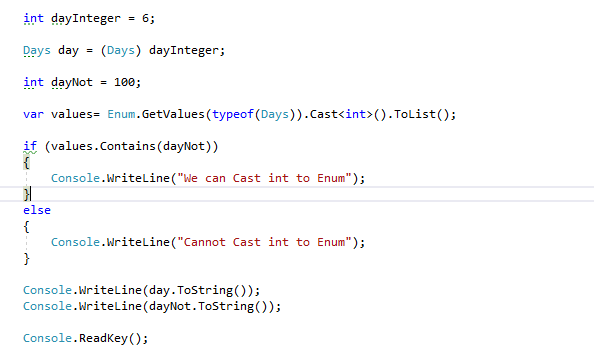 int dayInteger = 6;
Days day = (Days) dayInteger;
int dayNot = 100;
var values= Enum.GetValues(typeof(Days)).Cast<int>().ToList();
if (values.Contains(dayNot))
{
Console.WriteLine("We can Cast int to Enum");
}
else
{
Console.WriteLine("Cannot Cast int to Enum");
}
Console.WriteLine(day.ToString());
Console.WriteLine(dayNot.ToString());
Console.ReadKey();